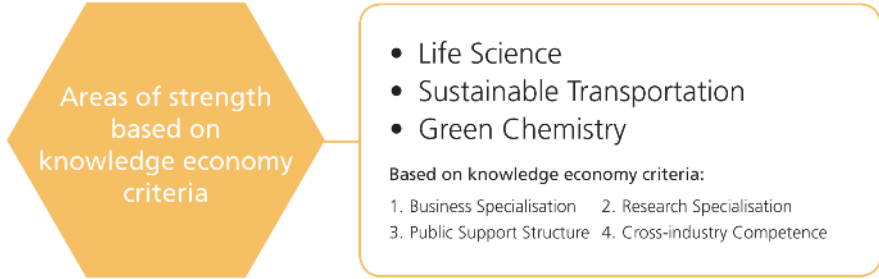 Areas of strength
based on
knowledge economy
criteria
• Life Science
• Sustainable Transportation
• Green Chemistry
Based on knowledge economy criteria:
1. Business Specialisation 2. Research Specialisation
3. Public Support Structure 4. Cross-industry Competence